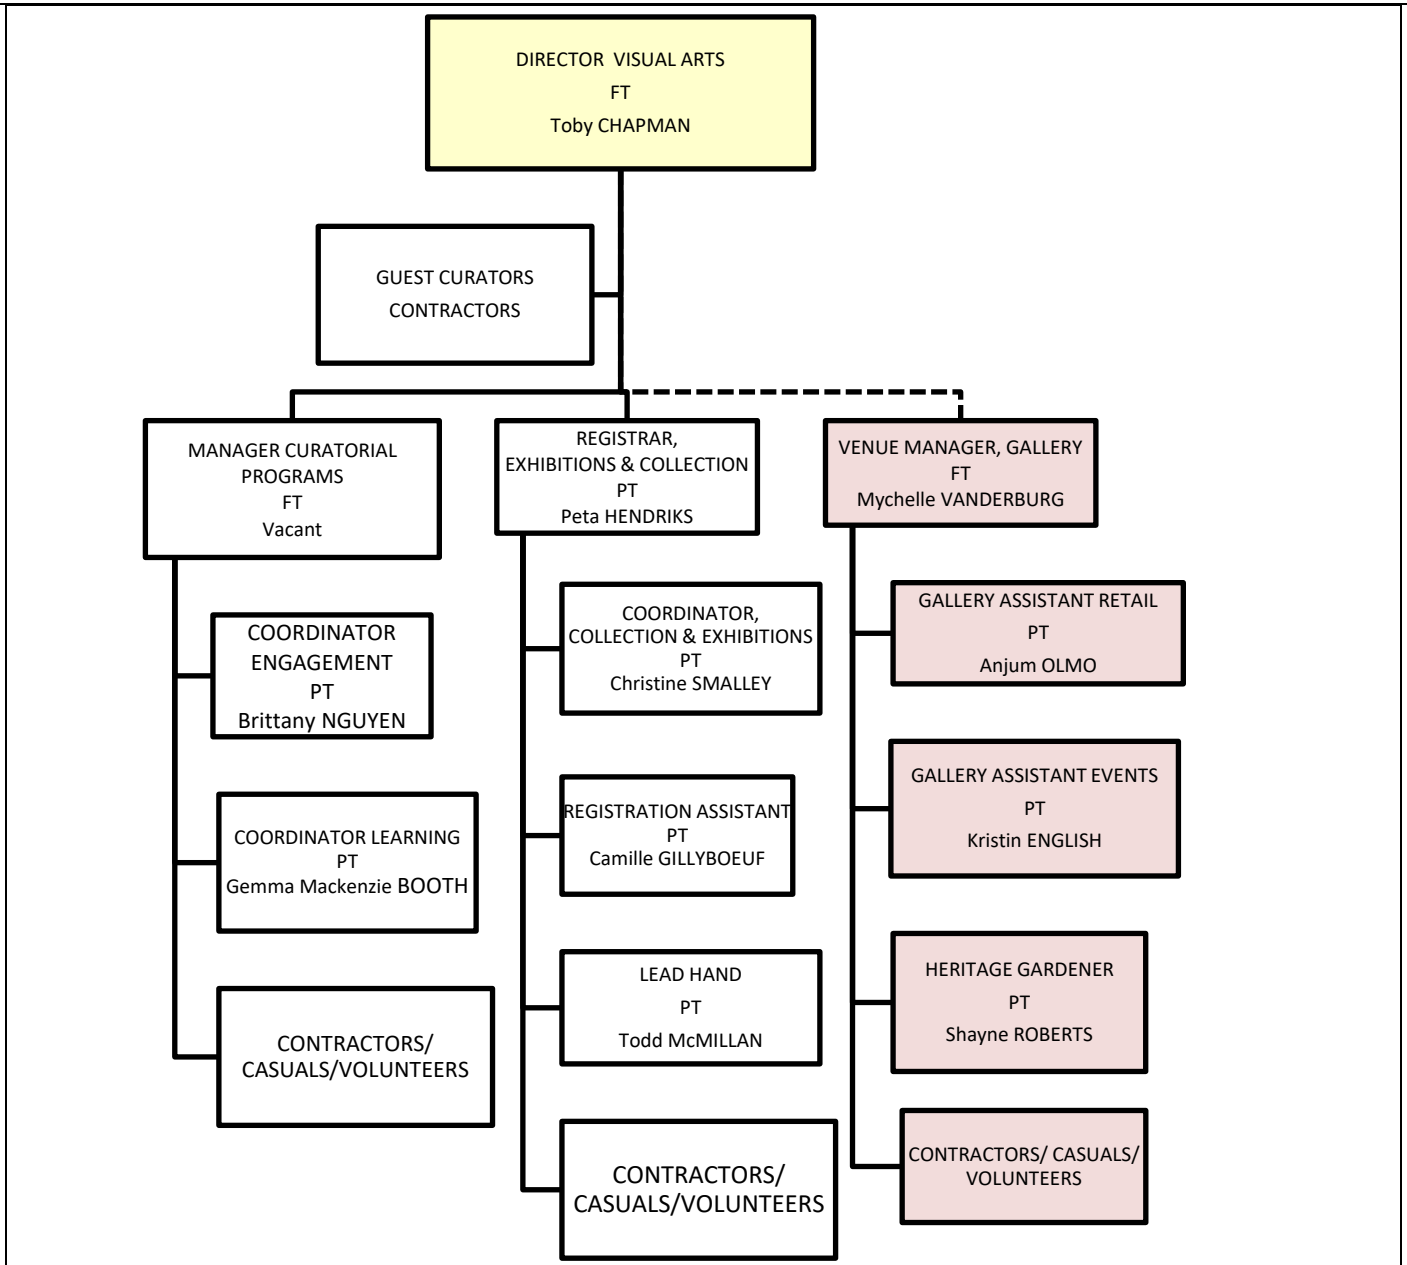 DIRECTOR  VISUAL ARTS
FT
Toby CHAPMAN
GUEST CURATORS
CONTRACTORS
MANAGER CURATORIAL
PROGRAMS
FT
Vacant
COORDINATOR
ENGAGEMENT
PT
Brittany NGUYEN
COORDINATOR LEARNING
PT
Gemma Mackenzie BOOTH
CONTRACTORS/
CASUALS/VOLUNTEERS
REGISTRAR,
EXHIBITIONS & COLLECTION
PT
Peta HENDRIKS
COORDINATOR,
COLLECTION & EXHIBITIONS
PT
Christine SMALLEY
REGISTRATION ASSISTANT
PT
Camille GILLYBOEUF
LEAD HAND
PT
Todd McMILLAN
CONTRACTORS/
CASUALS/VOLUNTEERS
VENUE MANAGER, GALLERY
FT
Mychelle VANDERBURG
GALLERY ASSISTANT RETAIL
PT
Anjum OLMO
GALLERY ASSISTANT EVENTS
PT
Kristin ENGLISH
HERITAGE GARDENER
PT
Shayne ROBERTS
CONTRACTORS/ CASUALS/
VOLUNTEERS